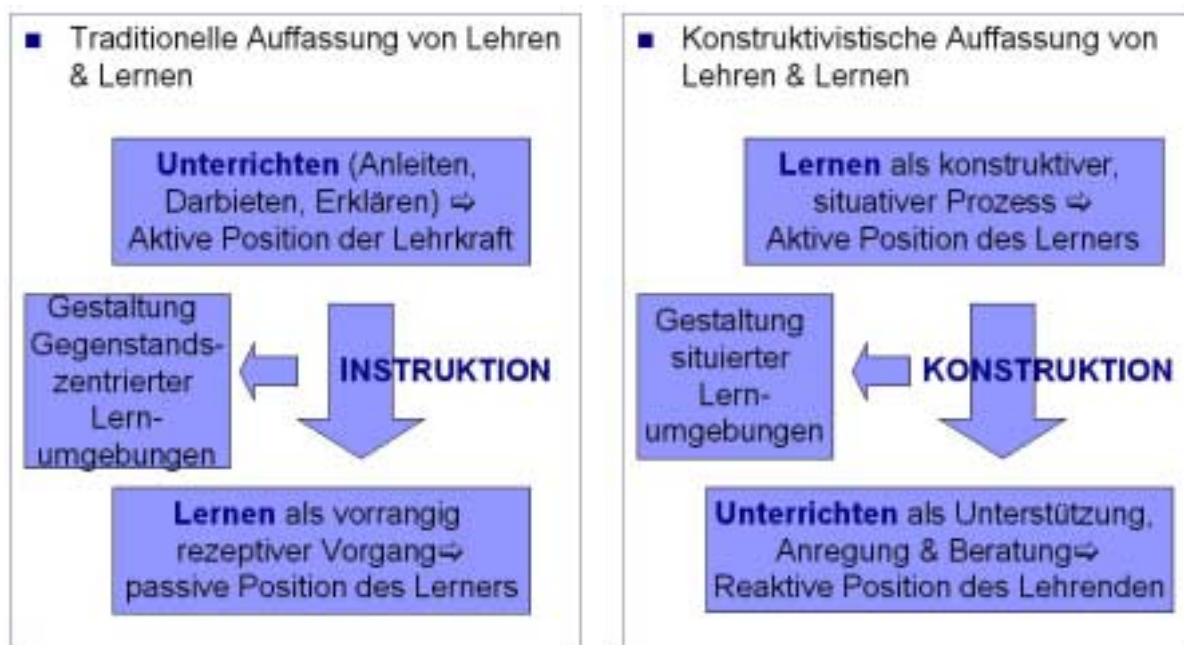 Traditionelle Auffassung von Lehren
& Lernen
Unterrichten (Anleiten,
Darbieten, Erklären) ⇨
Aktive Position der Lehrkraft
Gestaltung
Gegenstands-
zentrierter
Lern-
umgebungen
INSTRUKTION
Lernen als vorrangig
rezeptiver Vorgang⇨
passive Position des Lerners
Konstruktivistische Auffassung von
Lehren & Lernen
Lernen als konstruktiver,
situativer Prozess ⇨
Aktive Position des Lerners
Gestaltung
situierter
Lern-
umgebungen
KONSTRUKTION
Unterrichten als Unterstützung,
Anregung & Beratung⇨
Reaktive Position des Lehrenden